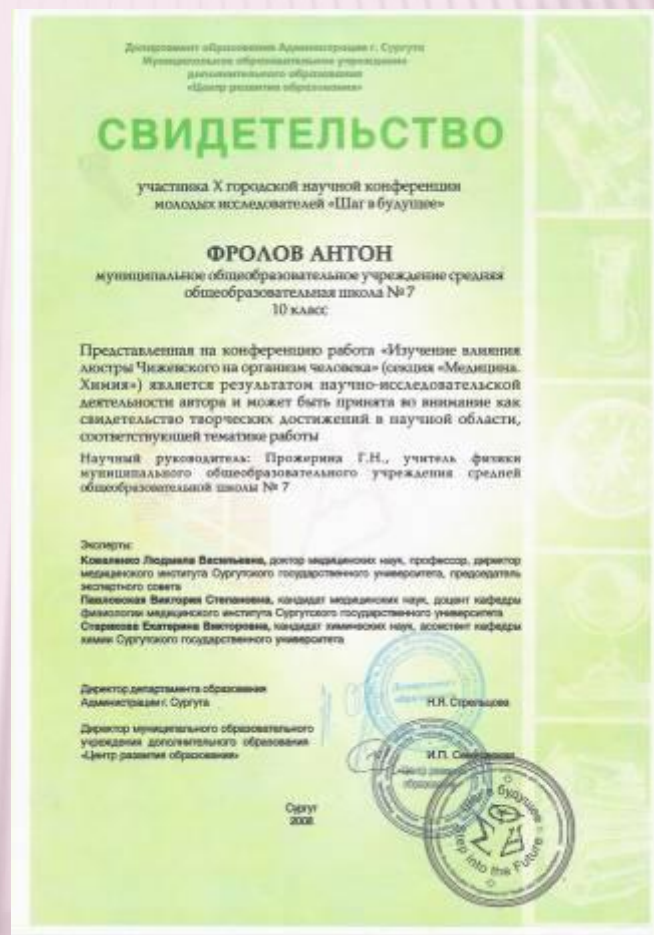 Департамент образования Администрации г. Сургута
Муниципальное образовательное учреждение
дополнительного образования
«Центр развития образования»
СВИДЕТЕЛЬСТВО
участника X городской научной конференции
молодых исследователей «Шаг в будущее»
ФРОЛОВ АНТОН
муниципальное общеобразовательное учреждение средняя
общеобразовательная школа №7
10 класс
Представленная на конференцию работа «Изучение влияния
люстры Чижевского на организм человека» (секция «Медицина.
Химия») является результатом научно-исследовательской
деятельности автора и может быть принята во внимание как
свидетельство творческих достижений в научной области,
соответствующей тематике работы
Научный руководитель: Прожерина Г.Н., учитель физики
муниципального общеобразовательного учреждения средней
общеобразовательной школы № 7
Эксперты:
Коваленко Людмила Васильевна, доктор медицинских наук, профессор, директор
медицинского института Сургутского государственного университета, председатель
экспертного совета
Павловская Виктория Степановна, кандидат медицинских наук, доцент кафедры
физиологии медицинского института Сургутского государственного университета
Старикова Екатерина Викторовна, кандидат химических наук, ассистент кафедры
химии Сургутского государственного университета
Директор департамента образования
Администрации г. Сургута
Н.Н. Стрельцова
Директор муниципального образовательного
учреждения дополнительного образования
«Центр развития образования»
И.П.
Шаг в будущее
Step into the Future
Сургут
2008